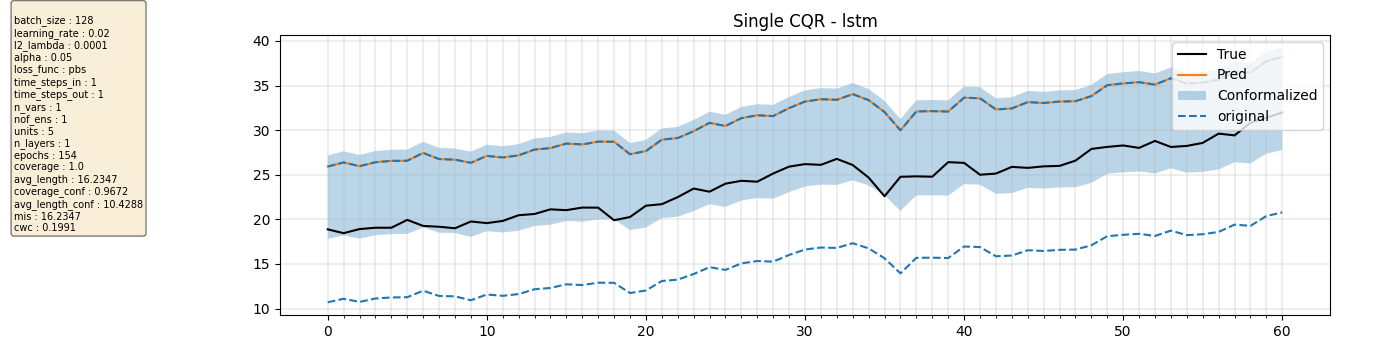 batch_size : 128
learning_rate : 0.02
l2_lambda : 0.0001
alpha : 0.05
loss_func : pbs
time_steps_in : 1
time_steps_out : 1
n_vars : 1
nof_ens : 1
units : 5
n_layers : 1
epochs : 154
coverage : 1.0
avg_length : 16.2347
coverage_conf : 0.9672
avg_length_conf : 10.4288
mis : 16.2347
cwc : 0.1991
Single CQR - lstm
40
35
30
25
20
15
10
True
Pred
Conformalized
original
0 10 20 30 40 50 60